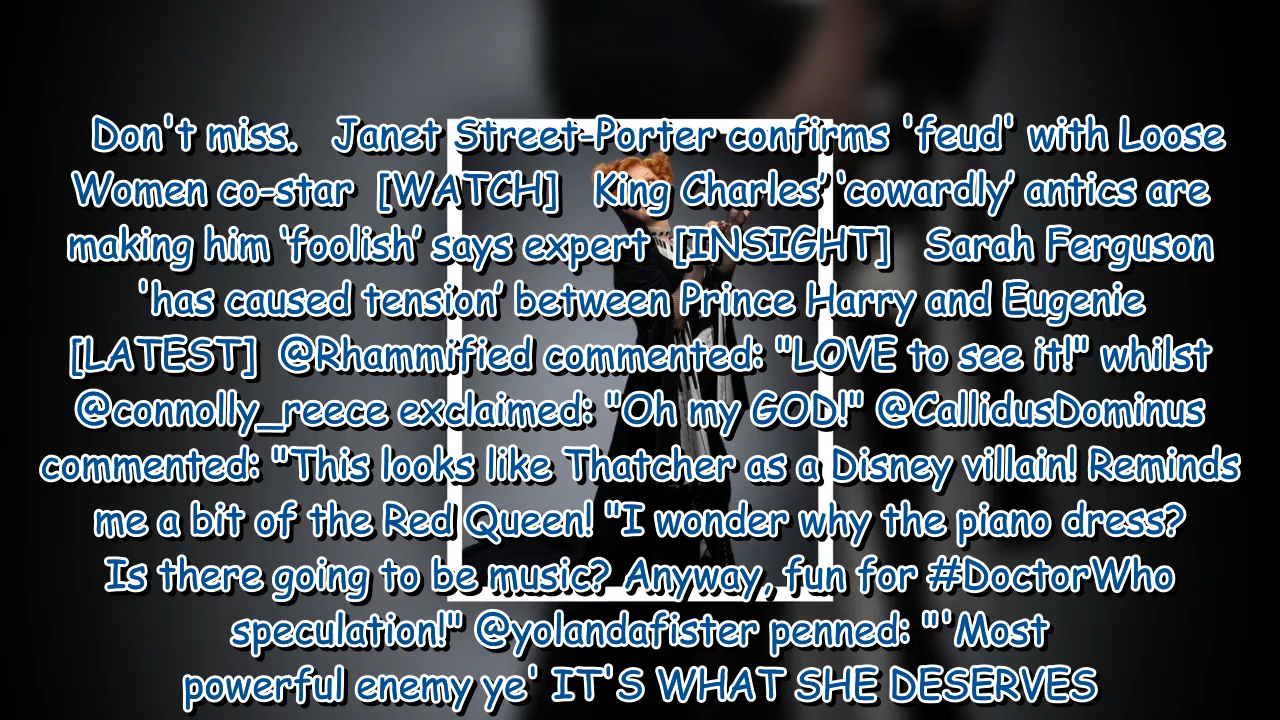 Don't miss.   Janet Street-Porter confirms 'feud' with Loose
Women co-star  [WATCH]   King Charles’ ‘cowardly’ antics are
making him ‘foolish’ says expert  [INSIGHT]   Sarah Ferguson
'has caused tension’ between Prince Harry and Eugenie
[LATEST]  @Rhammified commented: "LOVE to see it!" whilst
@connolly_reece exclaimed: "Oh my GOD!" @CallidusDominus
commented: "This looks like Thatcher as a Disney villain! Reminds
me a bit of the Red Queen! "I wonder why the piano dress?
Is there going to be music? Anyway, fun for #DoctorWho
speculation!" @yolandafister penned: "'Most
powerful enemy ye' IT'S WHAT SHE DESERVES